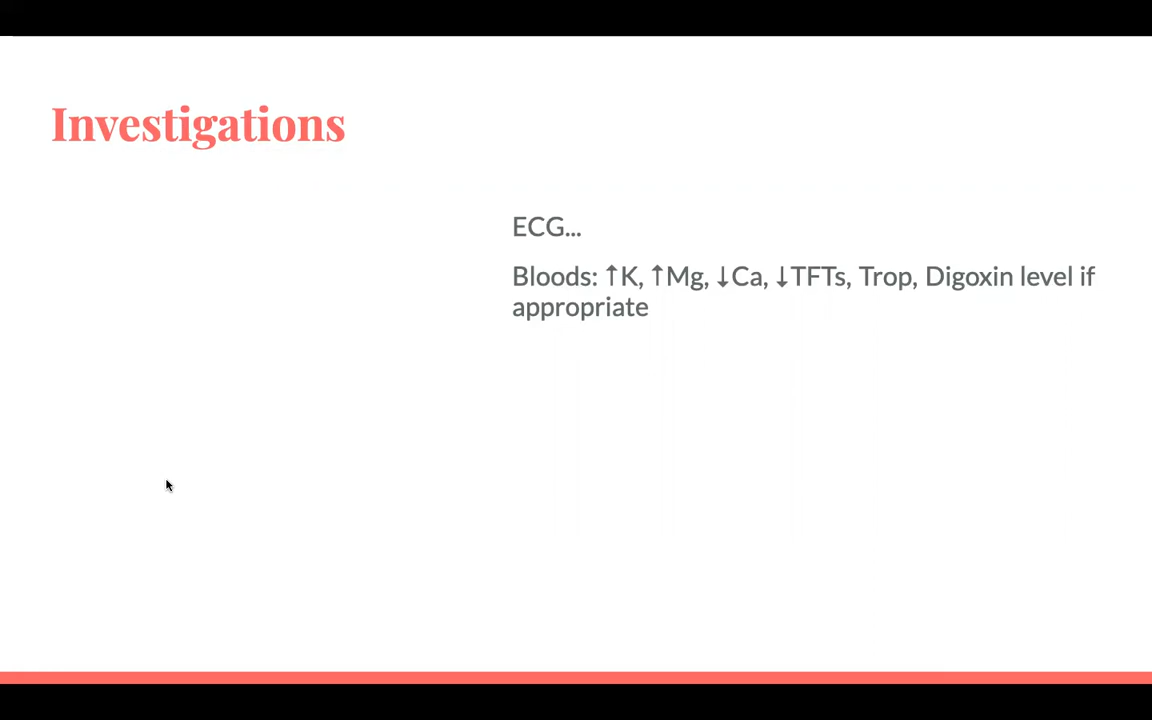 Investigations
ECG...
Bloods: ↑K, ↑Mg, ↓Ca, ↓TFTs, Trop, Digoxin level if
appropriate